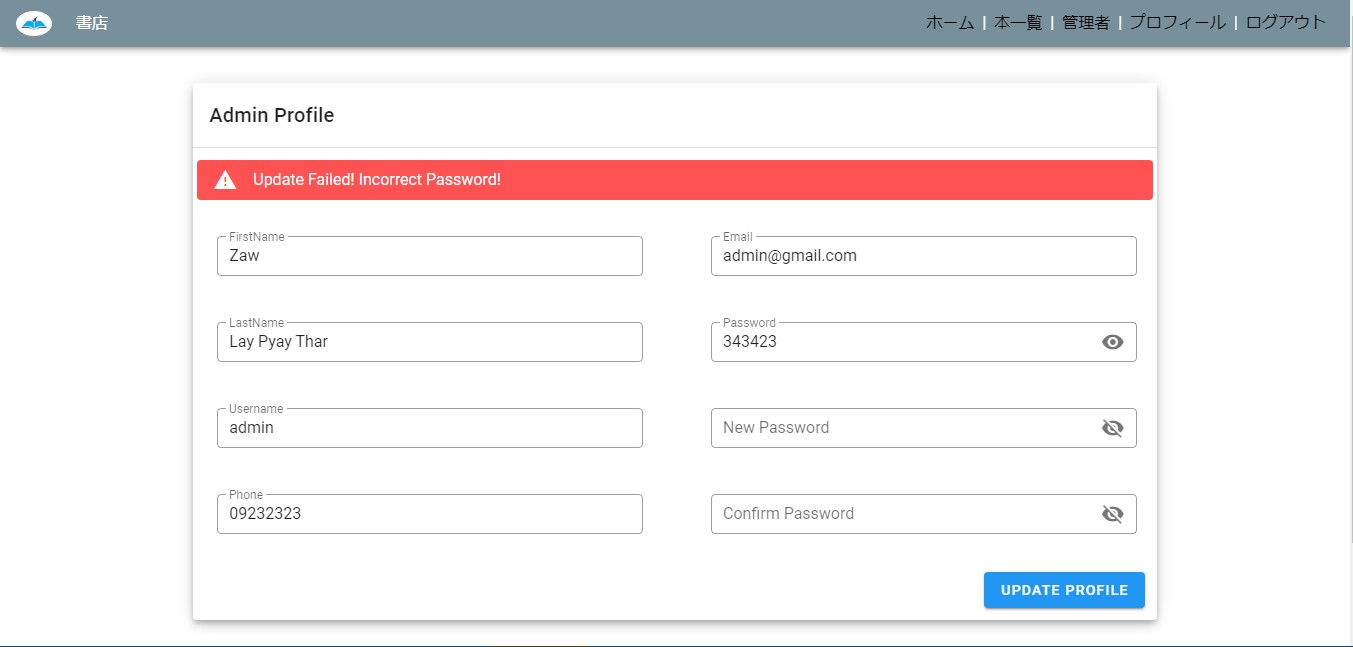 書店
ホーム | 本一覧 | 管理者 | プロフィール | ログアウト
Admin Profile
Update Failed! Incorrect Password!
FirstName
Zaw
Email
admin@gmail.com
LastName
Lay Pyay Thar
Password
343423
Username
admin
New Password
Phone
09232323
Confirm Password
UPDATE PROFILE